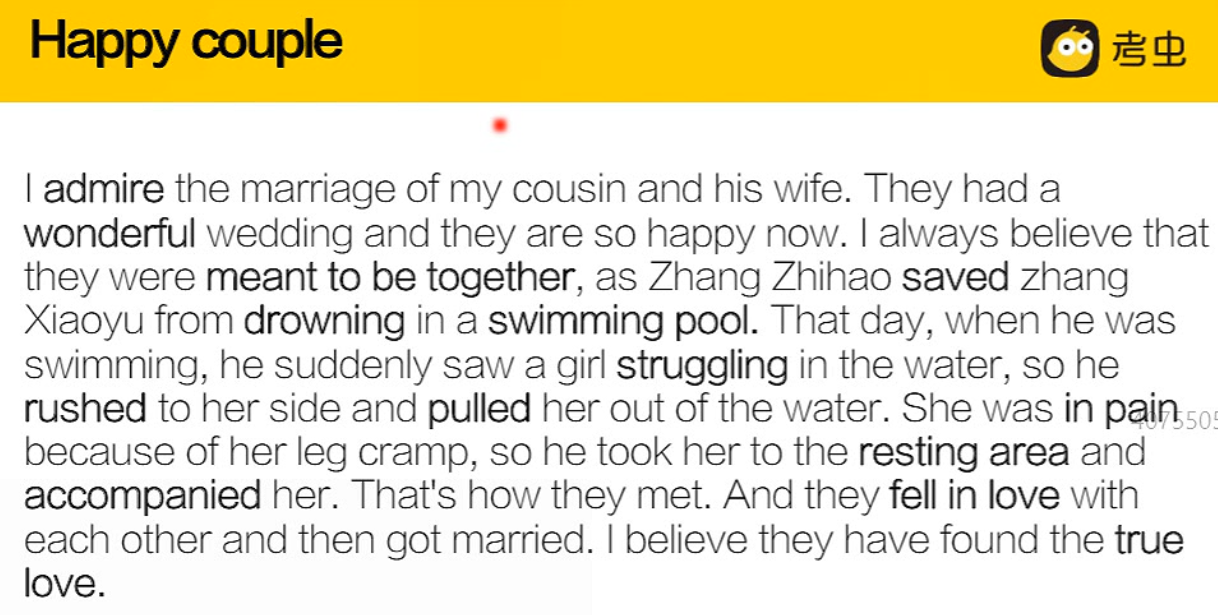 Happy couple
考虫
I admire the marriage of my cousin and his wife. They had a
wonderful wedding and they are so happy now. I always believe that
they were meant to be together, as Zhang Zhihao saved zhang
Xiaoyu from drowning in a swimming pool. That day, when he was
swimming, he suddenly saw a girl struggling in the water, so he
rushed to her side and pulled her out of the water. She was in pain
4075505
because of her leg cramp, so he took her to the resting area and
accompanied her. That's how they met. And they fell in love with
each other and then got married. I believe they have found the true
love.